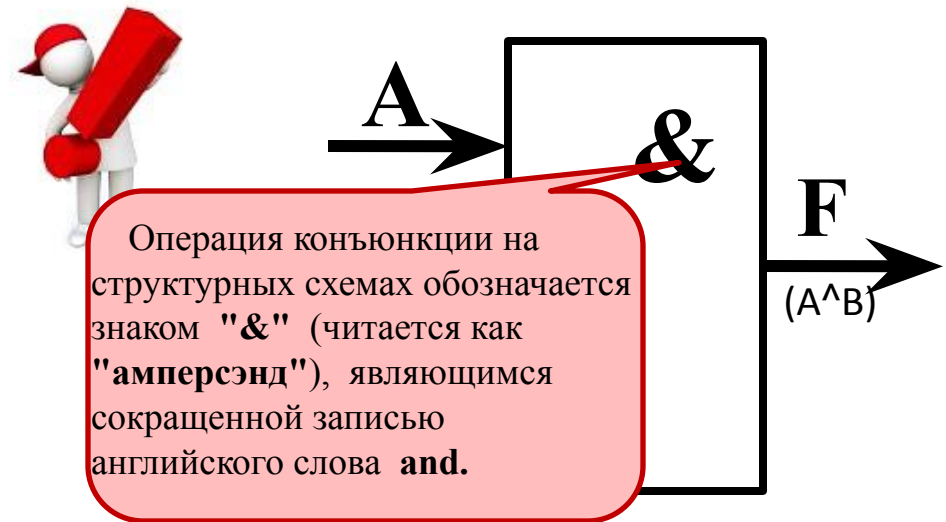 A
&
F
(A^B)
Операция конъюнкции на
структурных схемах обозначается
знаком "&" (читается как
"амперсэнд"), являющимся
сокращенной записью
английского слова and.